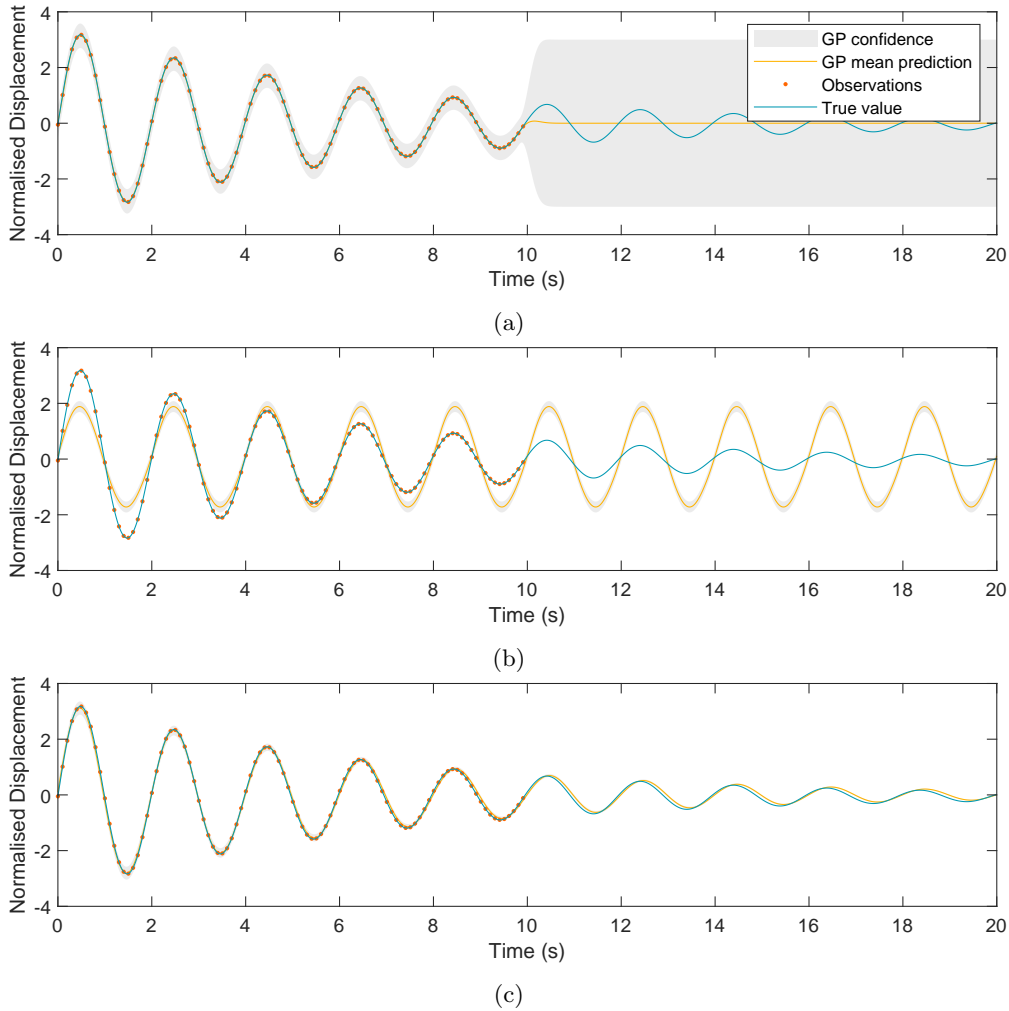 4
2
0
-2
-4
Normalised Displacement
GP confidence
GP mean prediction
Observations
True value
0 2 4 6 8 10 12 14 16 18 20
Time (s)
(a)
4
2
0
-2
-4
Normalised Displacement
0 2 4 6 8 10 12 14 16 18 20
Time (s)
(b)
4
2
0
-2
-4
Normalised Displacement
0 2 4 6 8 10 12 14 16 18 20
Time (s)
(c)